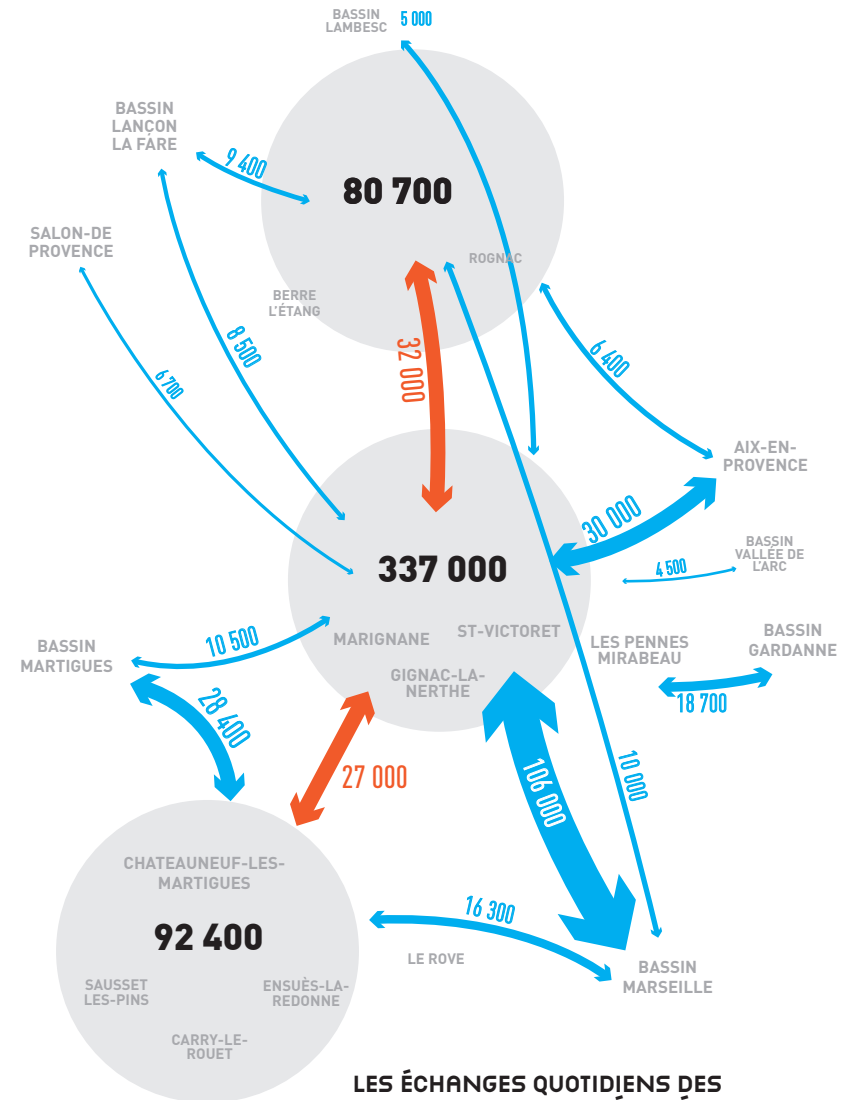 BASSIN
LAMBESC
5 000
BASSIN
LANÇON
LA FARE
9 400
80 700
SALON-DE
PROVENCE
ROGNAC
BERRE
L'ÉTANG
8 500
32 000
6 400
6 700
AIX-EN-
PROVENCE
30 000
337 000
BASSIN
VALLÉE DE
L'ARC
4 500
MARIGNANE
ST-VICTORET
10 500
BASSIN
MARTIGUES
LES PENNES
MIRABEAU
BASSIN
GARDANNE
GIGNAC-LA-
NERTHE
18 700
28 400
27 000
106 000
10 000
CHATEAUNEUF-LES-
MARTIGUES
92 400
16 300
LE ROVE
BASSIN
MARSEILLE
SAUSSET
LES-PINS
ENSUÈS-LA-
REDONNE
CARRY-LE-
ROUET
LES ÉCHANGES QUOTIDIENS DES